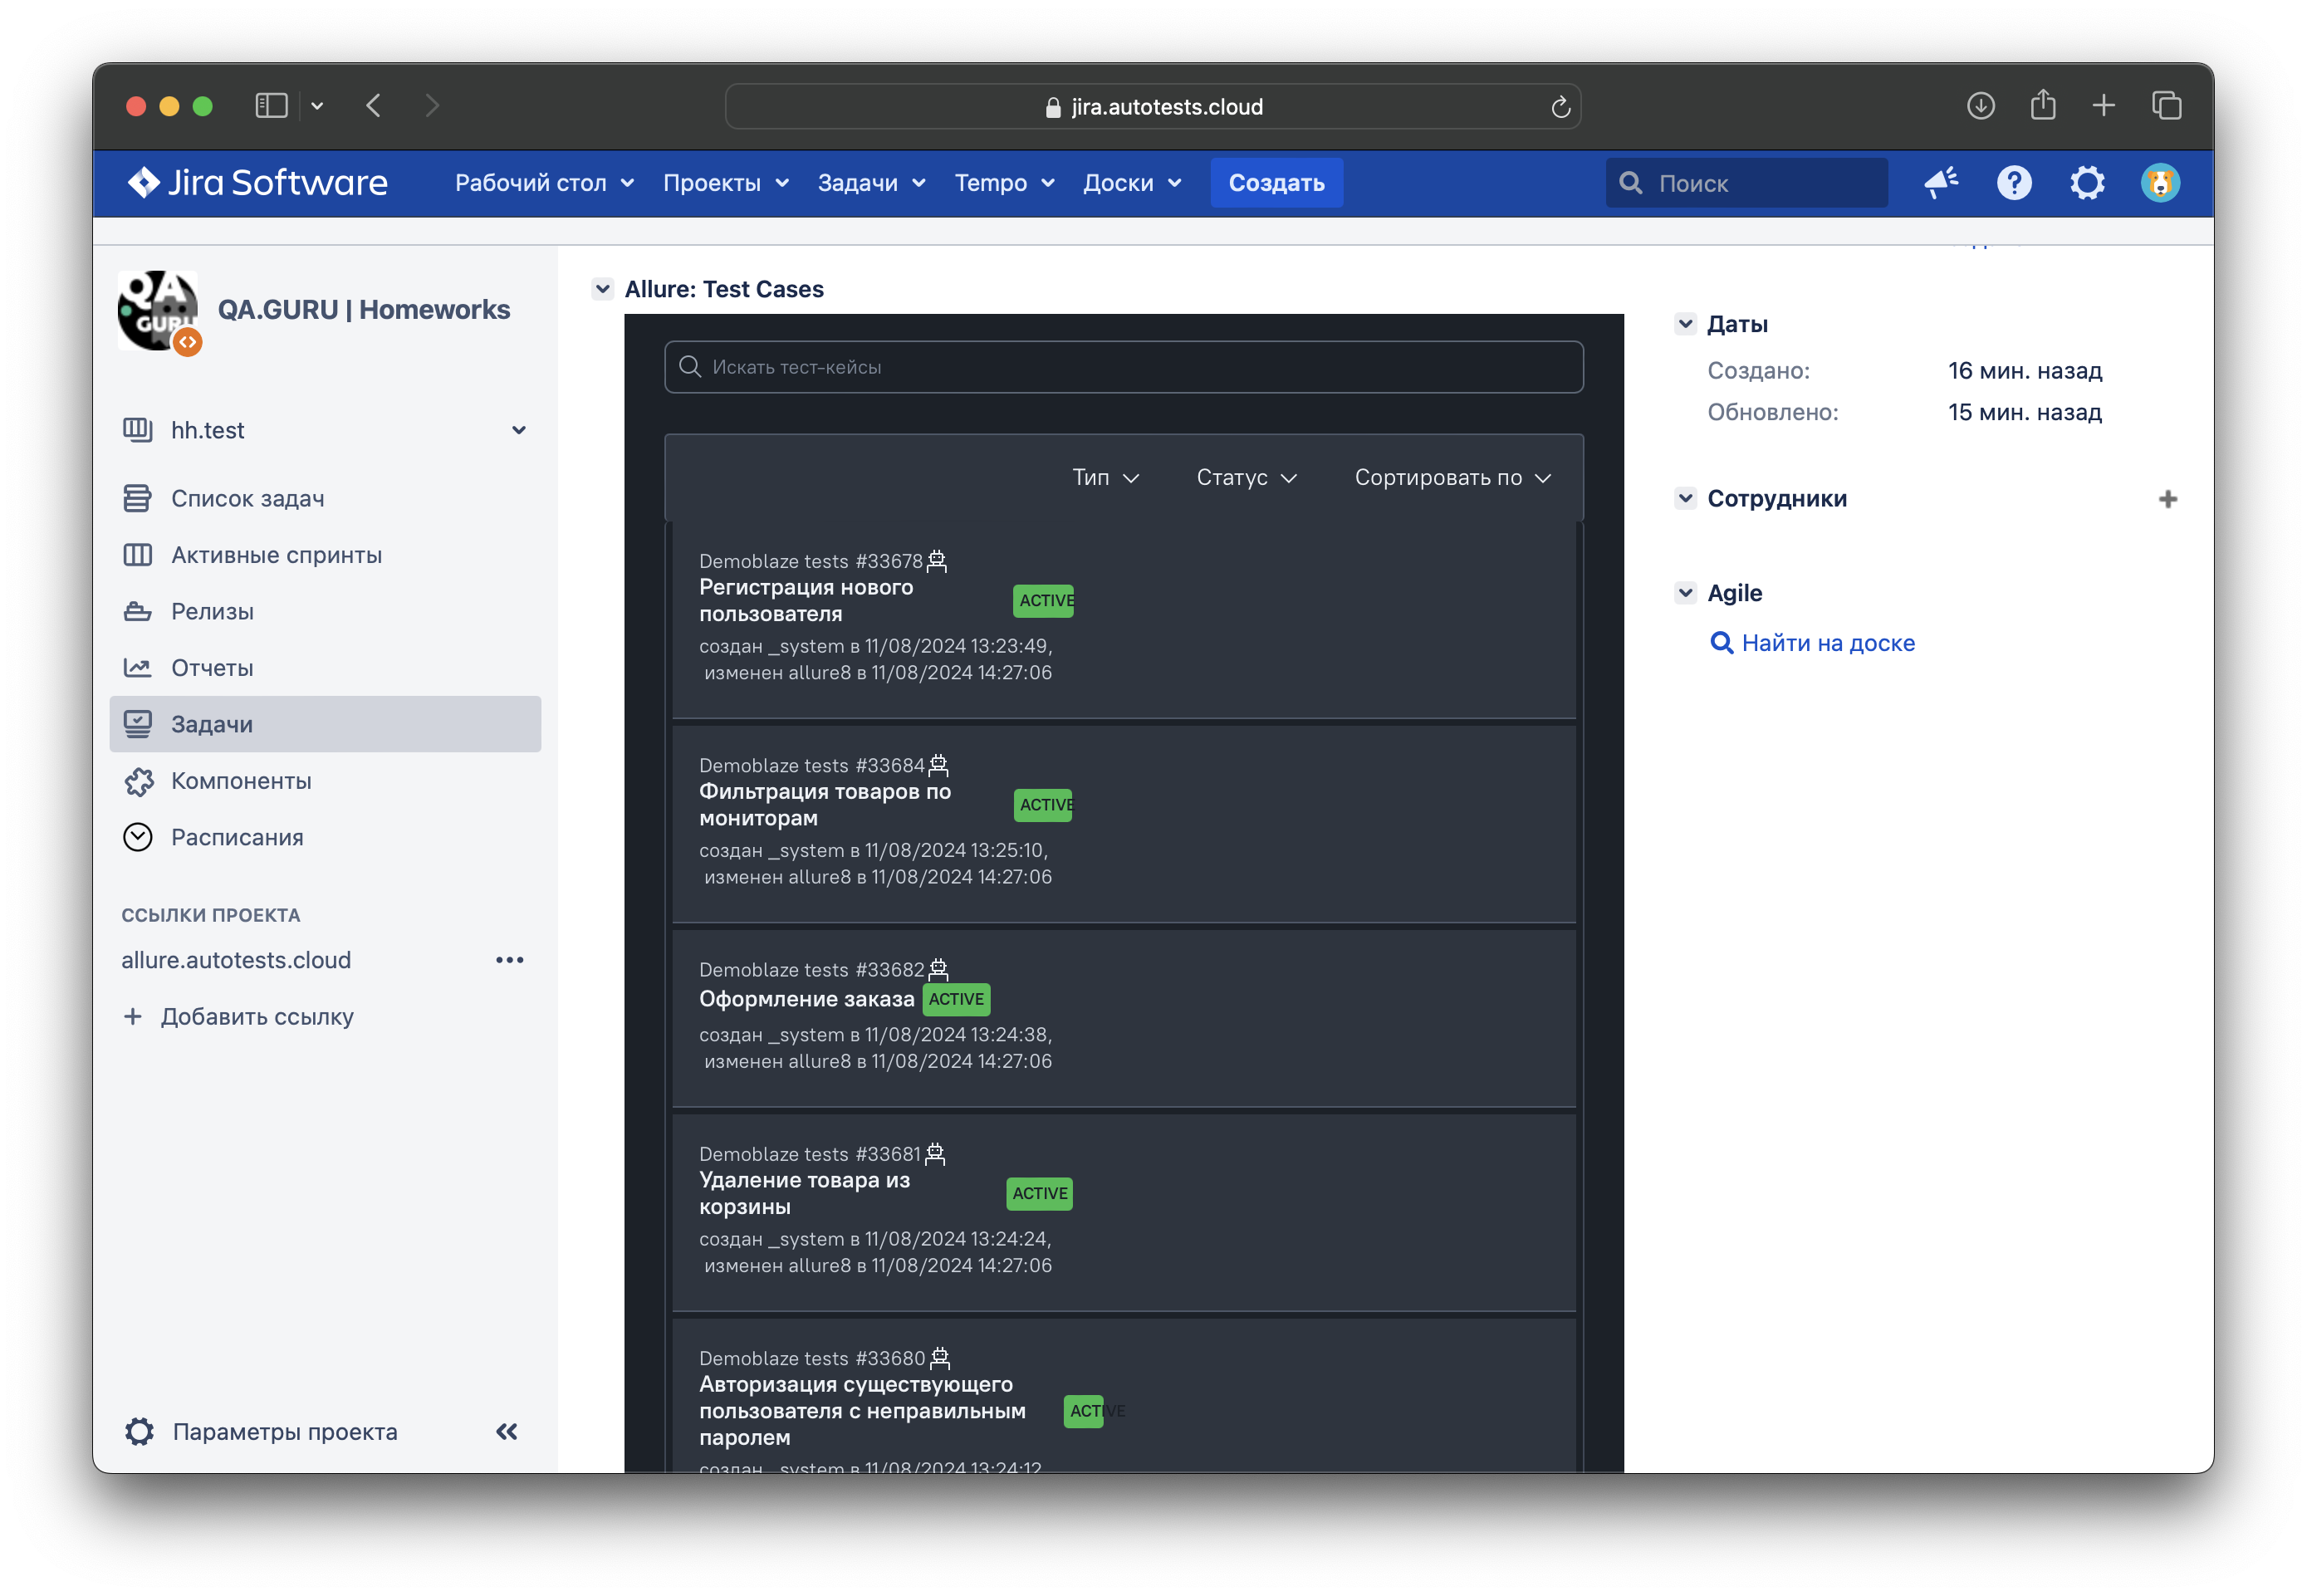 jira.autotests.cloud
Jira Software
Рабочий стол
Проекты
Задачи
Tempo
Доски
Создать
Поиск
QA
GURU
QA.GURU | Homeworks
hh.test
Список задач
Активные спринты
Релизы
Отчеты
Задачи
Компоненты
Расписания
ССЫЛКИ ПРОЕКТА
allure.autotests.cloud
Добавить ссылку
Параметры проекта
Allure: Test Cases
Искать тест-кейсы
Тип
Статус
Сортировать по
Demoblaze tests #33678
Регистрация нового
пользователя
ACTIVE
создан _system в 11/08/2024 13:23:49,
изменен allure8 в 11/08/2024 14:27:06
Demoblaze tests #33684
Фильтрация товаров по
мониторам
ACTIVE
создан _system в 11/08/2024 13:25:10,
изменен allure8 в 11/08/2024 14:27:06
Demoblaze tests #33682
Оформление заказа ACTIVE
создан _system в 11/08/2024 13:24:38,
изменен allure8 в 11/08/2024 14:27:06
Demoblaze tests #33681
Удаление товара из
корзины
ACTIVE
создан _system в 11/08/2024 13:24:24,
изменен allure8 в 11/08/2024 14:27:06
Demoblaze tests #33680
Авторизация существующего
пользователя с неправильным
паролем
ACTIVE
создан _system в 11/08/2024 13:24:12
Даты
Создано: 16 мин. назад
Обновлено: 15 мин. назад
Сотрудники
Agile
Найти на доске